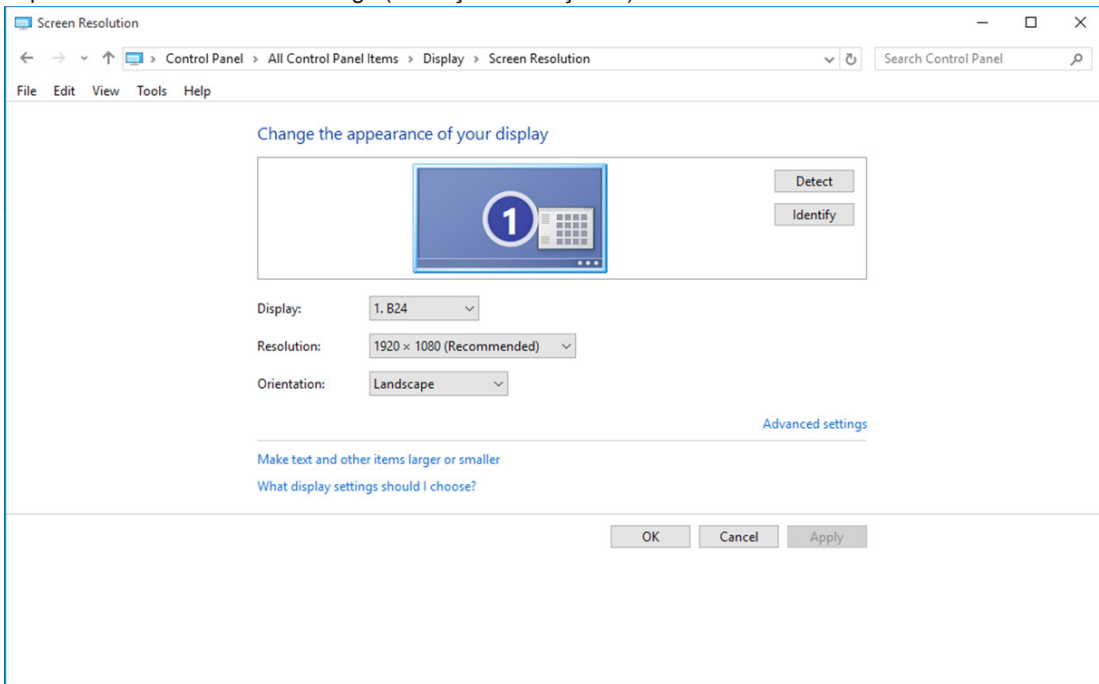 Screen Resolution
Control Panel > All Control Panel Items > Display > Screen Resolution
Search Control Panel
File Edit View Tools Help
Change the appearance of your display
1
Detect
Identify
Display: 1. B24
Resolution: 1920 × 1080 (Recommended)
Orientation: Landscape
Advanced settings
Make text and other items larger or smaller
What display settings should I choose?
OK Cancel Apply